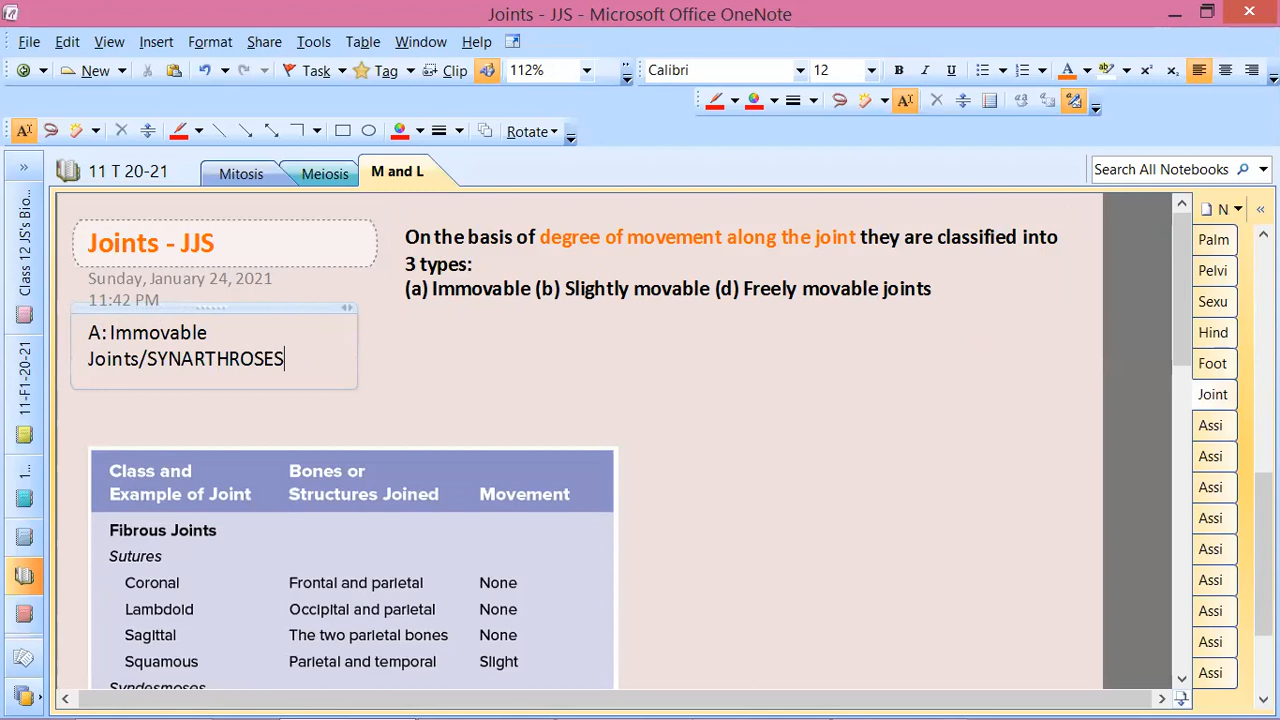 Joints - JJS - Microsoft Office OneNote
File Edit View Insert Format Share Tools Table Window Help
New Task Tag Clip 112% Calibri 12 B I U
Rotate
» 11 T 20-21 Mitosis Meiosis M and L Search All Notebooks
Class 12 JJ's Bio...
11-F1-20-21
1...
Joints - JJS
Sunday, January 24, 2021
11:42 PM
A: Immovable
Joints/SYNARTHROSES
On the basis of degree of movement along the joint they are classified into
3 types:
(a) Immovable (b) Slightly movable (d) Freely movable joints
Class and Example of Joint Bones or Structures Joined Movement
Fibrous Joints
Sutures
Coronal Frontal and parietal None
Lambdoid Occipital and parietal None
Sagittal The two parietal bones None
Squamous Parietal and temporal Slight
Syndesmoses
N «
Palm
Pelvi
Sexu
Hind
Foot
Joint
Assi
Assi
Assi
Assi
Assi
Assi
Assi
Assi
Assi